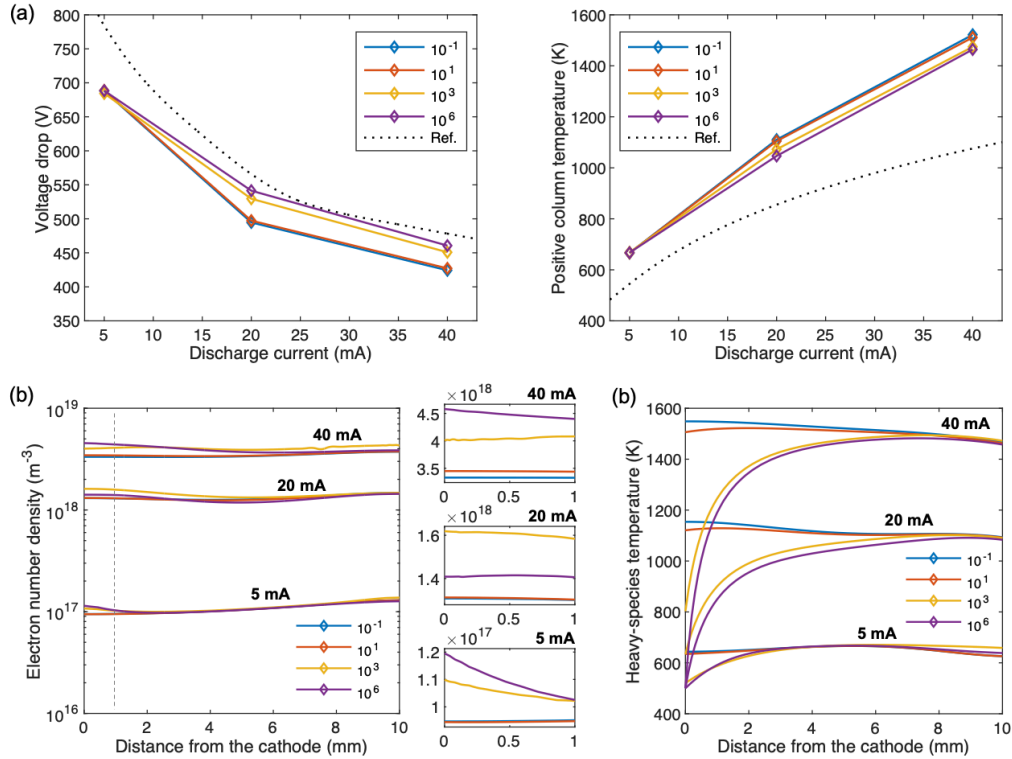 (a)
800
750
700
650
600
550
500
450
400
350
Voltage drop (V)
10⁻¹
10¹
10³
10⁶
Ref.
5 10 15 20 25 30 35 40
Discharge current (mA)
1600
1400
1200
1000
800
600
400
Positive column temperature (K)
10⁻¹
10¹
10³
10⁶
Ref.
5 10 15 20 25 30 35 40
Discharge current (mA)
(b)
10¹⁹
10¹⁸
10¹⁷
10¹⁶
Electron number density (m⁻³)
40 mA
20 mA
5 mA
10⁻¹
10¹
10³
10⁶
0 2 4 6 8 10
Distance from the cathode (mm)
× 10¹⁸ 40 mA
4.5
4
3.5
0 0.5 1
× 10¹⁸ 20 mA
1.6
1.4
0 0.5 1
× 10¹⁷ 5 mA
1.2
1.1
1
0 0.5 1
(b)
1600
1400
1200
1000
800
600
400
Heavy-species temperature (K)
40 mA
20 mA
10⁻¹
10¹
10³
10⁶
5 mA
0 2 4 6 8 10
Distance from the cathode (mm)